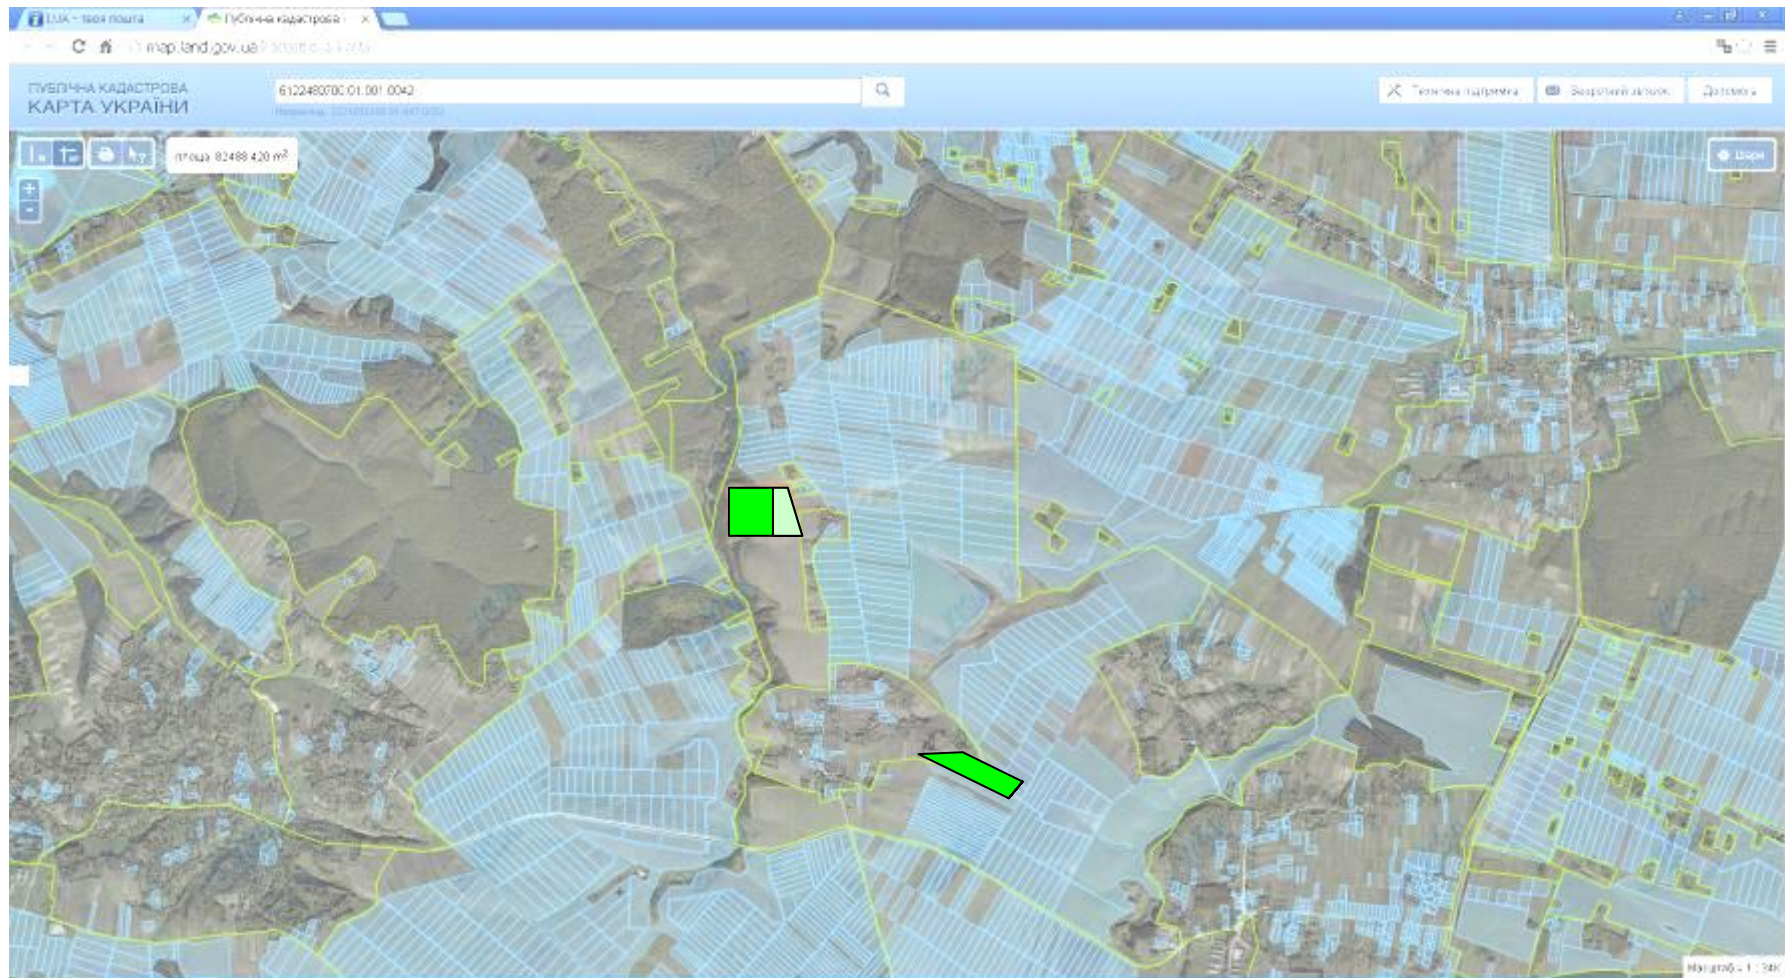 I.UA - твоя пошта
Публічна кадастрова
map.land.gov.ua
ПУБЛІЧНА КАДАСТРОВА
КАРТА УКРАЇНИ
6122480700:01:001:0042
Технічна підтримка
Зворотний зв'язок
Допомога
площа: 82488.420 m²
Шари